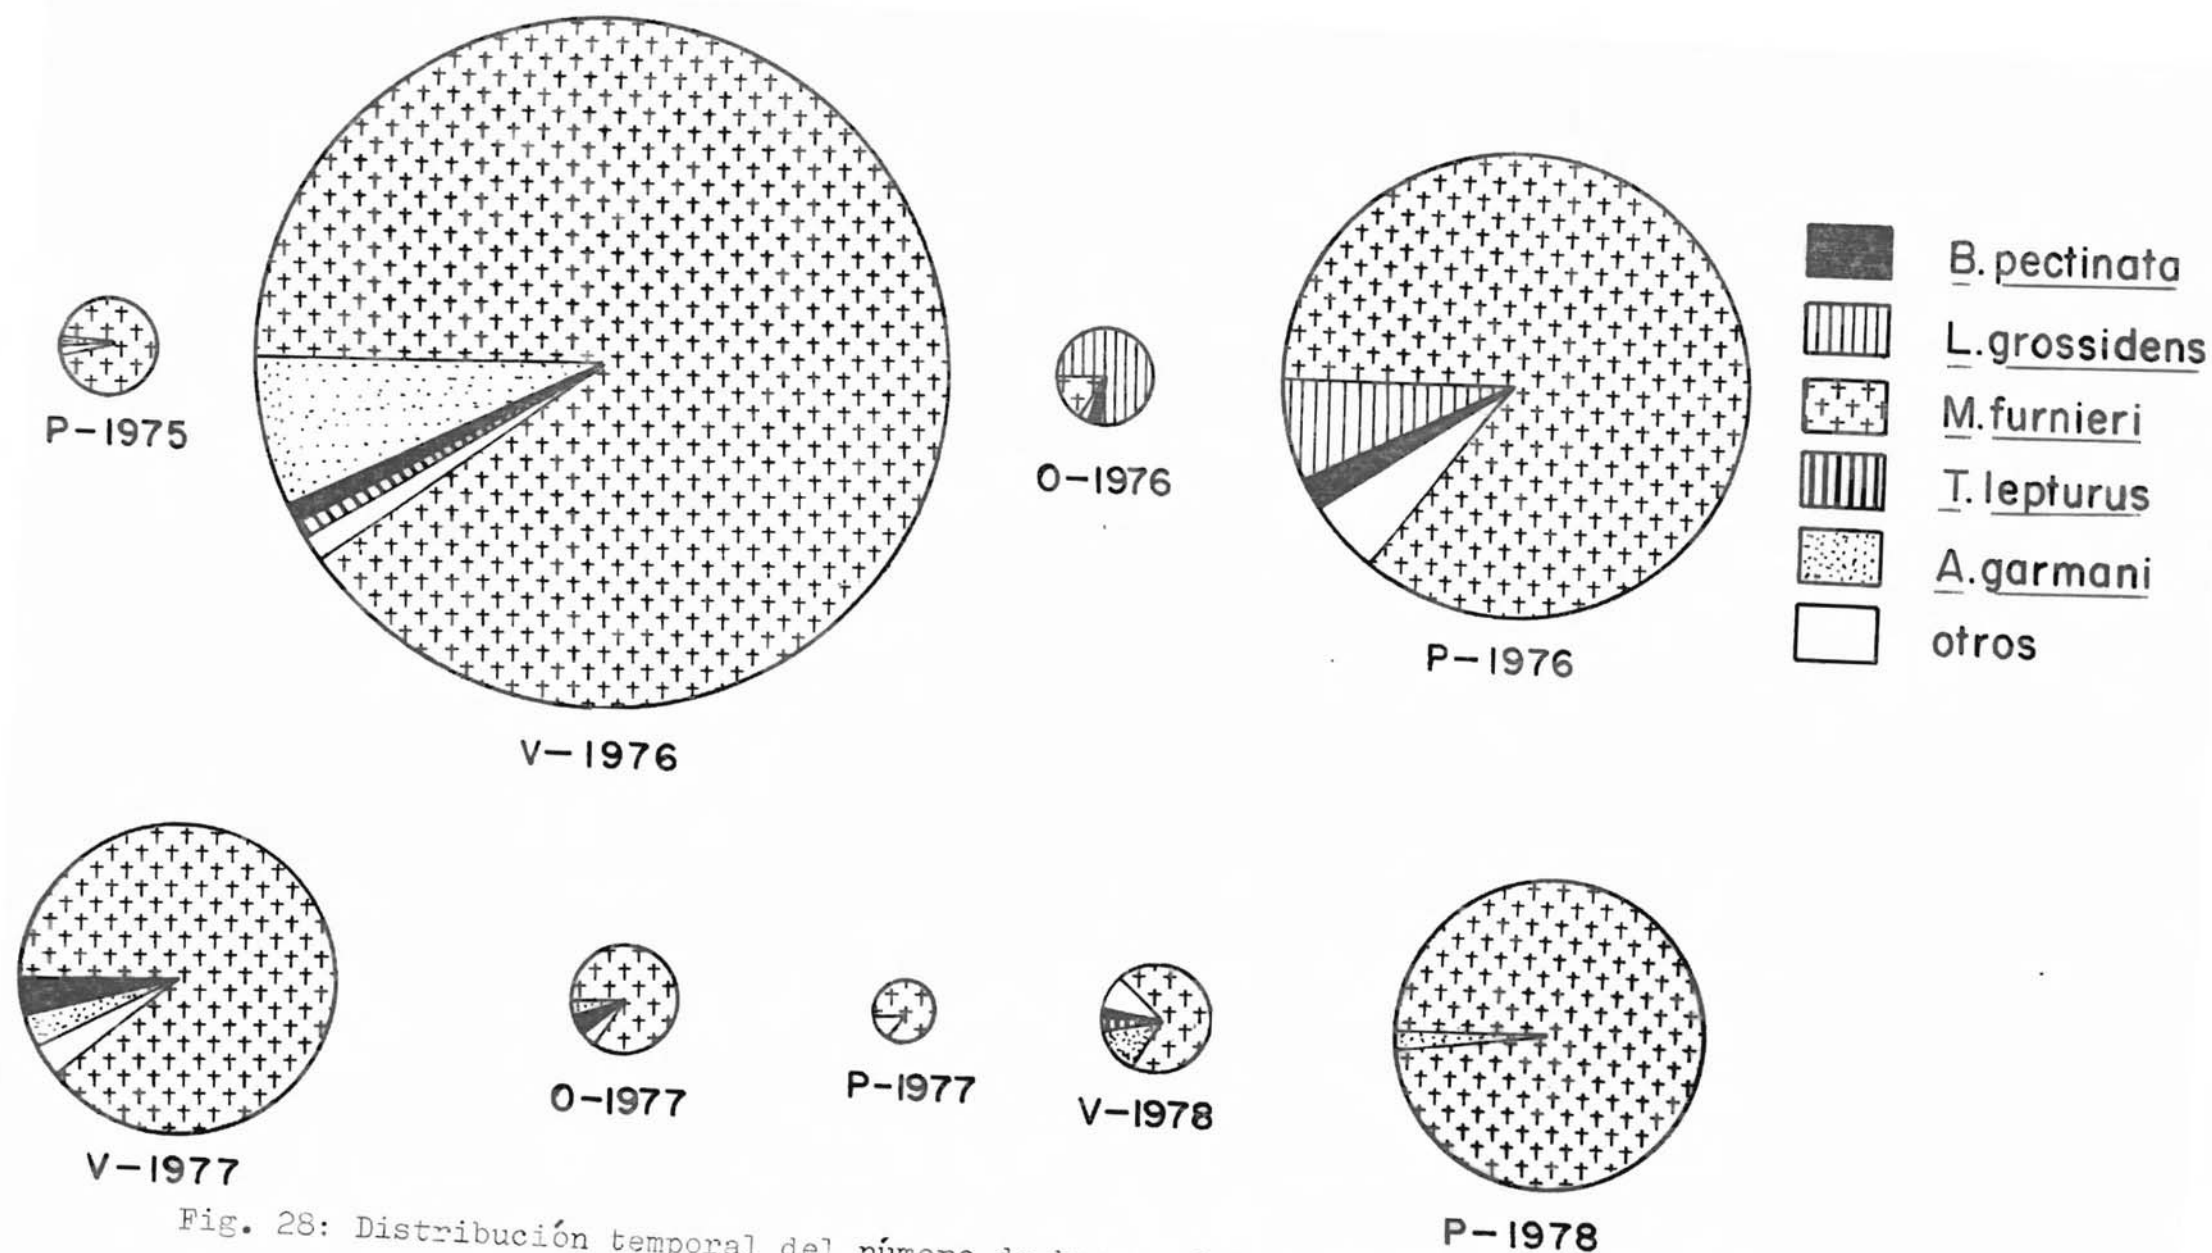 P-1975
V-1976
O-1976
P-1976
B. pectinata
L. grossidens
M. furnieri
T. lepturus
A. garmani
otros
V-1977
O-1977
P-1977
V-1978
P-1978
Fig. 28: Distribución temporal del número de